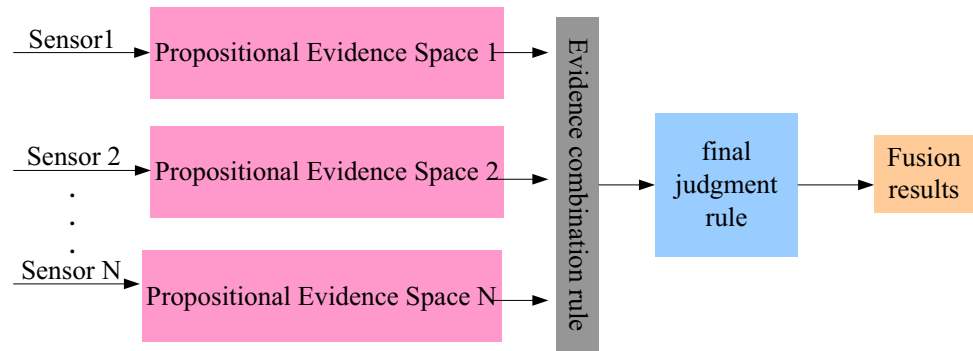 Sensor1
Propositional Evidence Space 1
Sensor 2
Propositional Evidence Space 2
.
.
.
Sensor N
Propositional Evidence Space N
Evidence combination rule
final
judgment
rule
Fusion
results